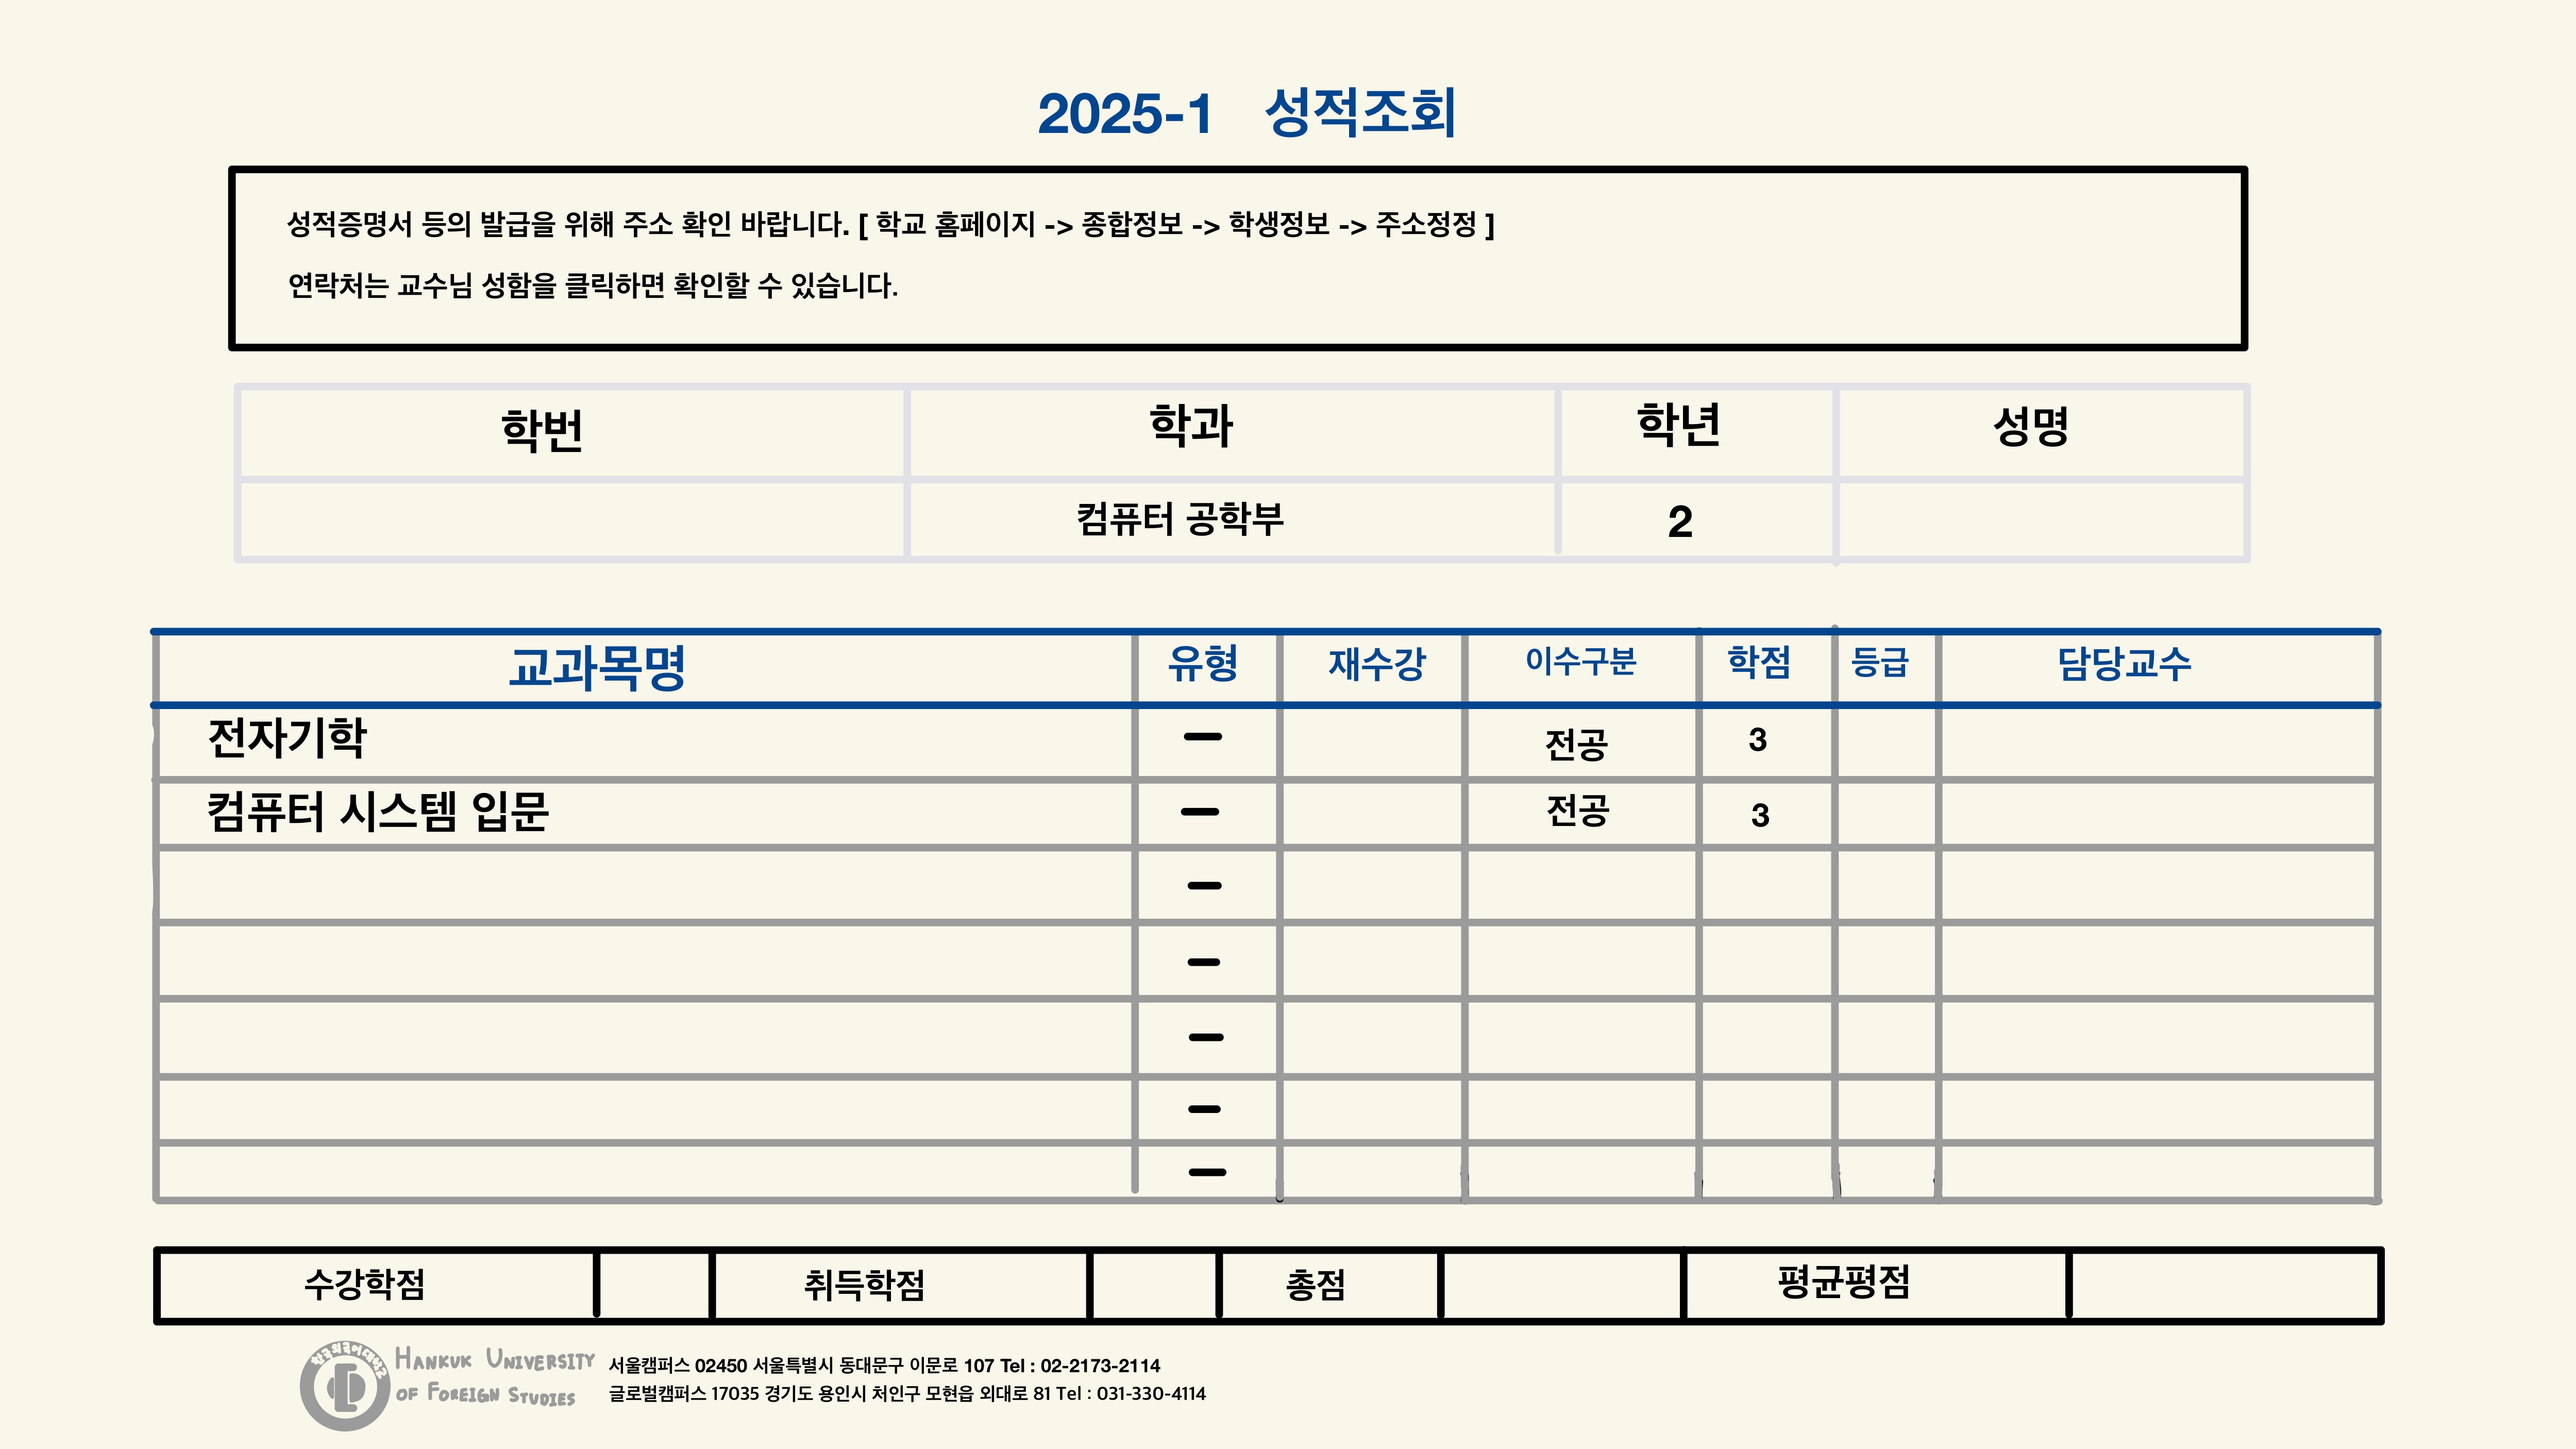 2025-1 성적조회
성적증명서 등의 발급을 위해 주소 확인 바랍니다. [ 학교 홈페이지 -> 종합정보 -> 학생정보 -> 주소정정 ]
연락처는 교수님 성함을 클릭하면 확인할 수 있습니다.
학번 학과 학년 성명
컴퓨터 공학부 2
교과목명 유형 재수강 이수구분 학점 등급 담당교수
전자기학 – 전공 3
컴퓨터 시스템 입문 – 전공 3
–
–
–
–
–
수강학점 취득학점 총점 평균평점
한국외국어대학교
HANKUK UNIVERSITY
OF FOREIGN STUDIES
서울캠퍼스 02450 서울특별시 동대문구 이문로 107 Tel : 02-2173-2114
글로벌캠퍼스 17035 경기도 용인시 처인구 모현읍 외대로 81 Tel : 031-330-4114